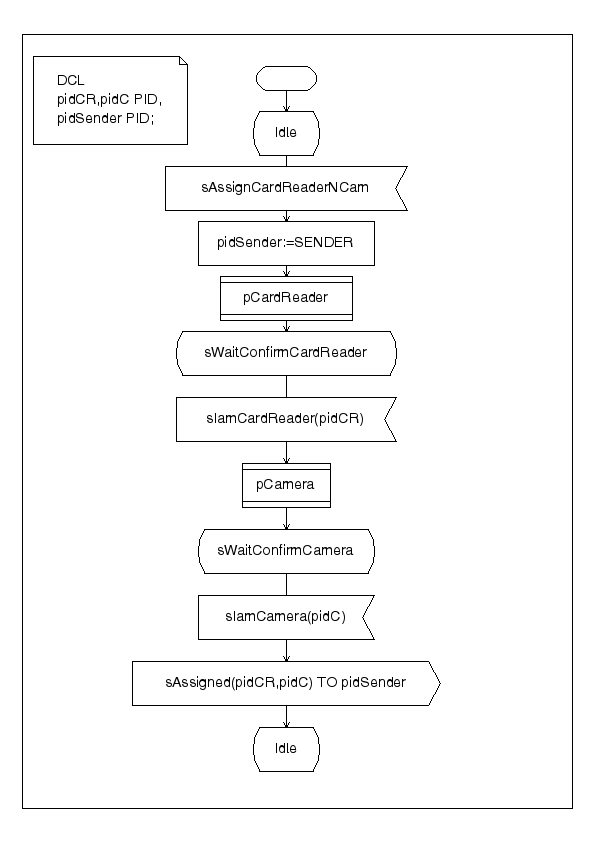 DCL
pidCR,pidC PID,
pidSender PID;
Idle
sAssignCardReaderNCam
pidSender:=SENDER
pCardReader
sWaitConfirmCardReader
sIamCardReader(pidCR)
pCamera
sWaitConfirmCamera
sIamCamera(pidC)
sAssigned(pidCR,pidC) TO pidSender
Idle